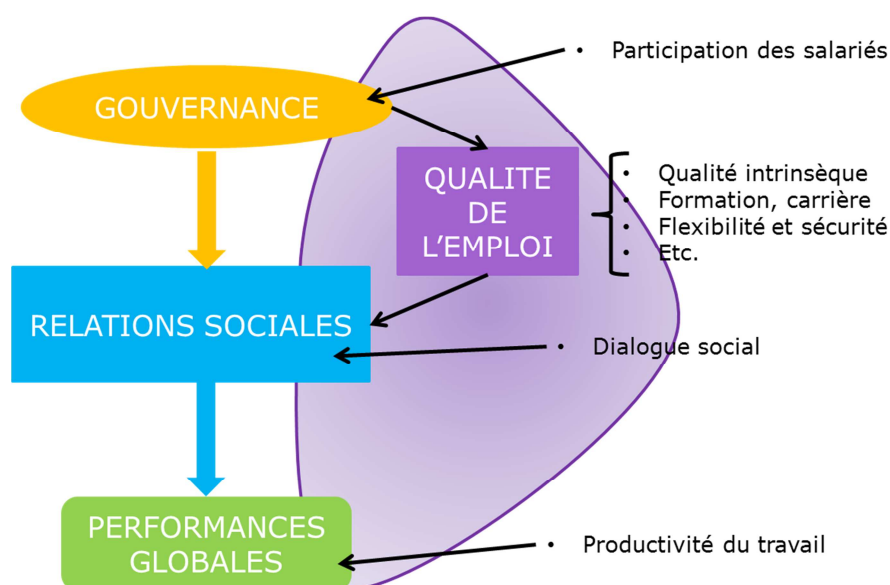 • Participation des salariés
GOUVERNANCE
QUALITE
DE
L'EMPLOI
• Qualité intrinsèque
• Formation, carrière
• Flexibilité et sécurité
• Etc.
RELATIONS SOCIALES
• Dialogue social
PERFORMANCES
GLOBALES
• Productivité du travail